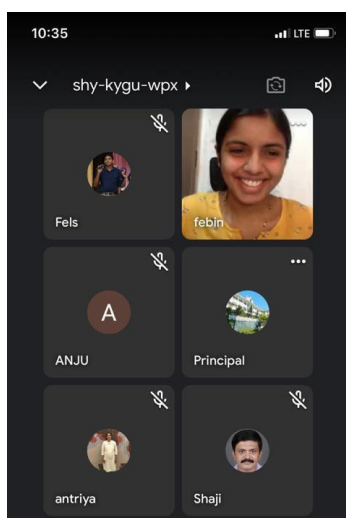 10:35
LTE
shy-kygu-wpx
Fels
febin
A
ANJU
Principal
antriya
Shaji